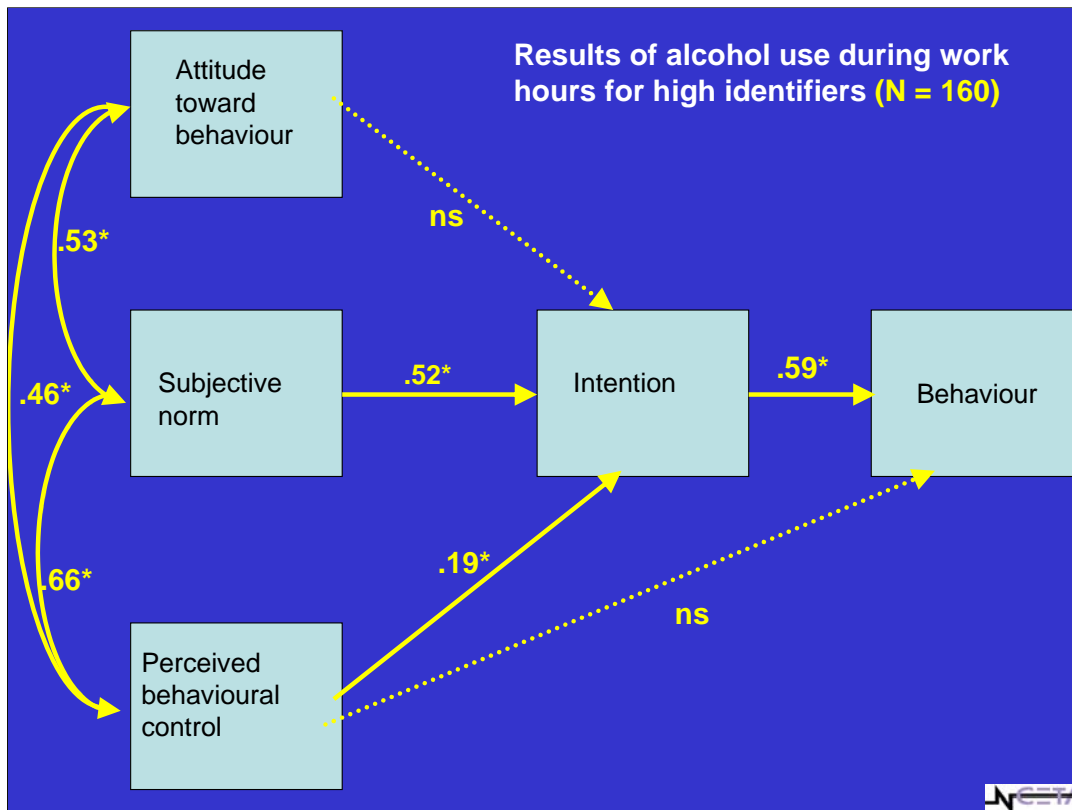 Results of alcohol use during work
hours for high identifiers (N = 160)
Attitude
toward
behaviour
ns
.53*
Subjective
norm
.52*
Intention
.59*
Behaviour
.46*
.66*
.19*
ns
Perceived
behavioural
control
NCETA